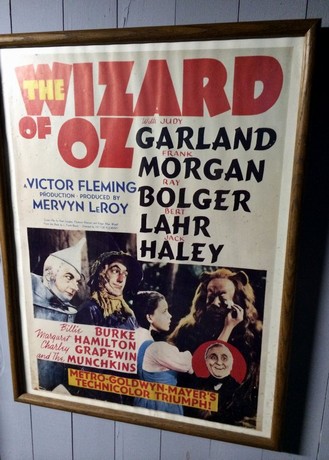 THE WIZARD
OF OZ
with JUDY
GARLAND
FRANK
MORGAN
RAY
BOLGER
BERT
LAHR
JACK
HALEY
A VICTOR FLEMING
PRODUCTION · PRODUCED BY
MERVYN LeROY
Billie BURKE
Margaret HAMILTON
Charley GRAPEWIN
and the MUNCHKINS
METRO-GOLDWYN-MAYER'S
TECHNICOLOR TRIUMPH!